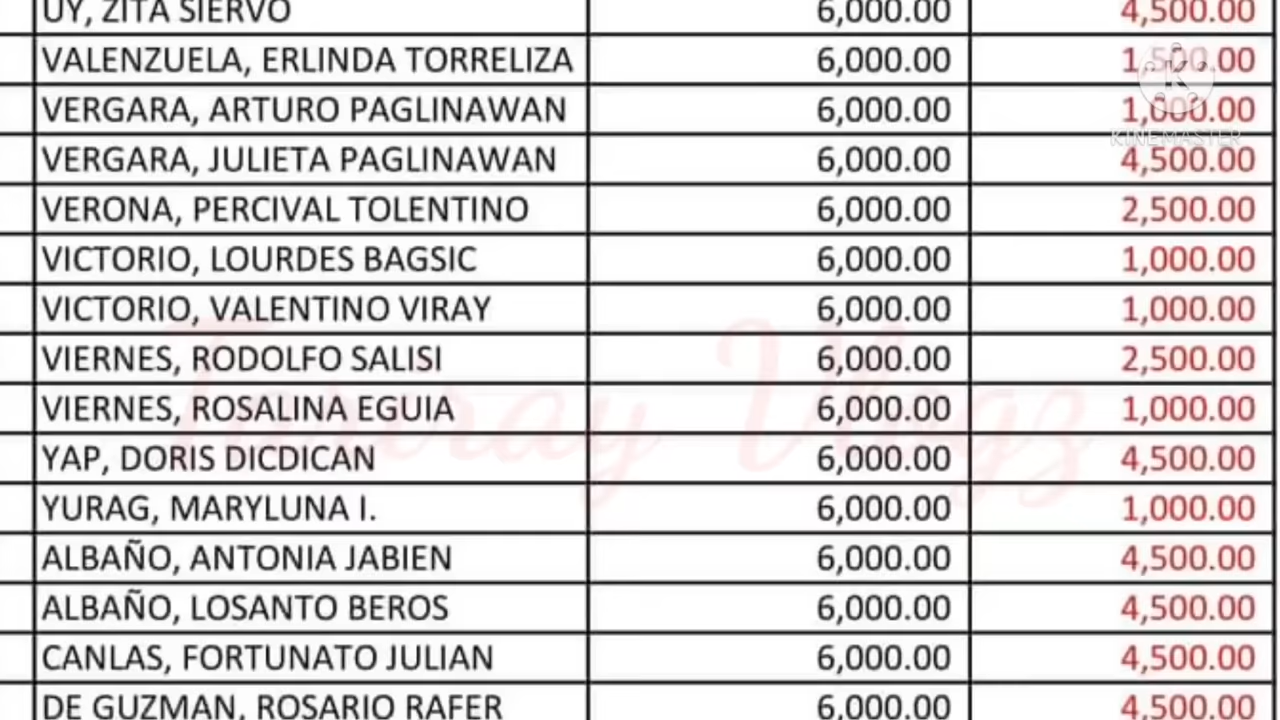 UY, ZITA SIERVO 6,000.00 4,500.00
VALENZUELA, ERLINDA TORRELIZA 6,000.00 1,500.00
VERGARA, ARTURO PAGLINAWAN 6,000.00 1,000.00
KINEMASTER
VERGARA, JULIETA PAGLINAWAN 6,000.00 4,500.00
VERONA, PERCIVAL TOLENTINO 6,000.00 2,500.00
VICTORIO, LOURDES BAGSIC 6,000.00 1,000.00
VICTORIO, VALENTINO VIRAY 6,000.00 1,000.00
VIERNES, RODOLFO SALISI 6,000.00 2,500.00
VIERNES, ROSALINA EGUIA 6,000.00 1,000.00
YAP, DORIS DICDICAN 6,000.00 4,500.00
YURAG, MARYLUNA I. 6,000.00 1,000.00
ALBAÑO, ANTONIA JABIEN 6,000.00 4,500.00
ALBAÑO, LOSANTO BEROS 6,000.00 4,500.00
CANLAS, FORTUNATO JULIAN 6,000.00 4,500.00
DE GUZMAN, ROSARIO RAFER 6,000.00 4,500.00